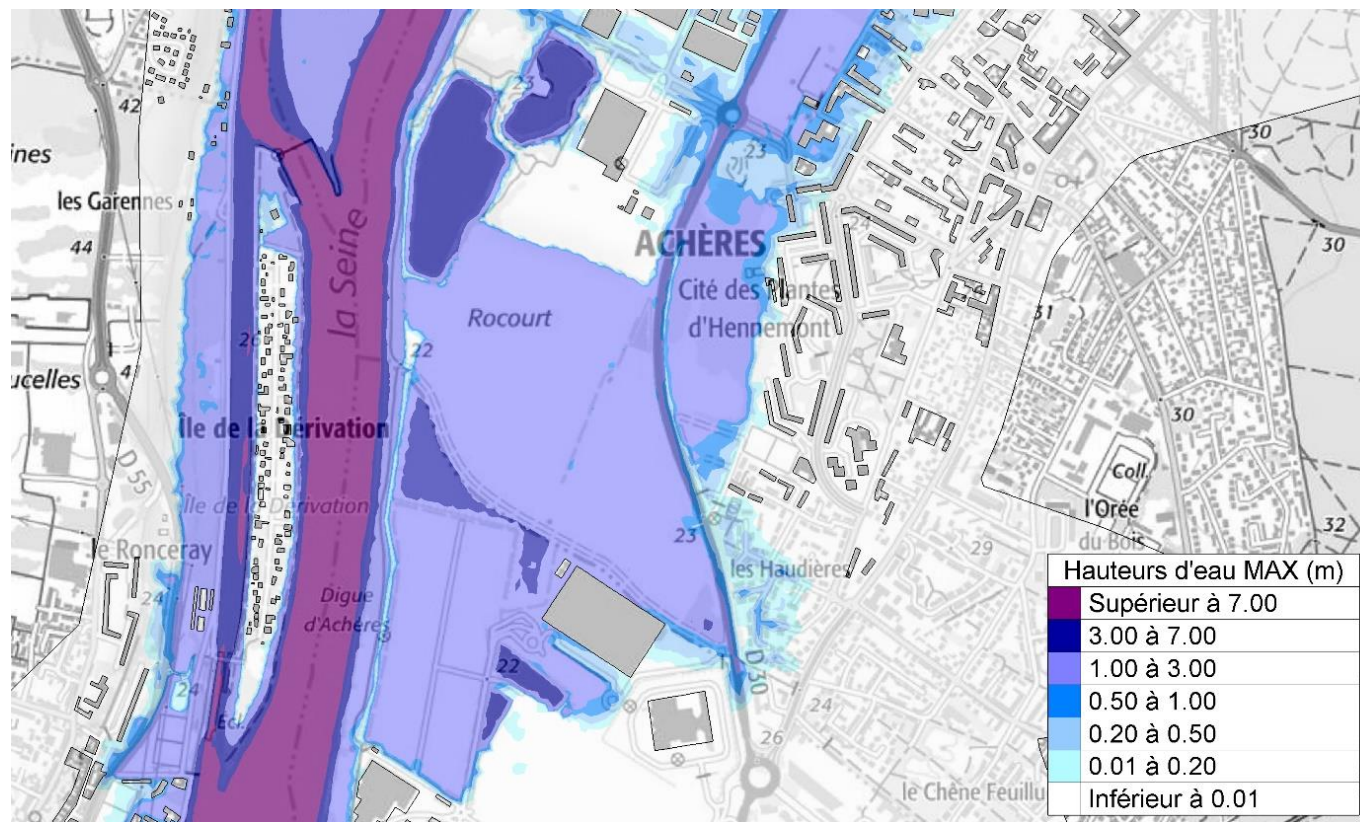 42
ines
les Garennes
44
ucelles
41
D 55
le Ronceray
24
24
la Seine
26
Île de la Dérivation
Île de la Dérivation
Écl.
Digue
d'Achères
23
Rocourt
22
22
23
ACHÈRES
Cité des Plantes
d'Hennemont
24
23
les Haudières
D 30
24
26
29
le Chêne Feuillu
30
30
31
30
Coll.
l'Orée
du Bois
32
Hauteurs d'eau MAX (m)
Supérieur à 7.00
3.00 à 7.00
1.00 à 3.00
0.50 à 1.00
0.20 à 0.50
0.01 à 0.20
Inférieur à 0.01